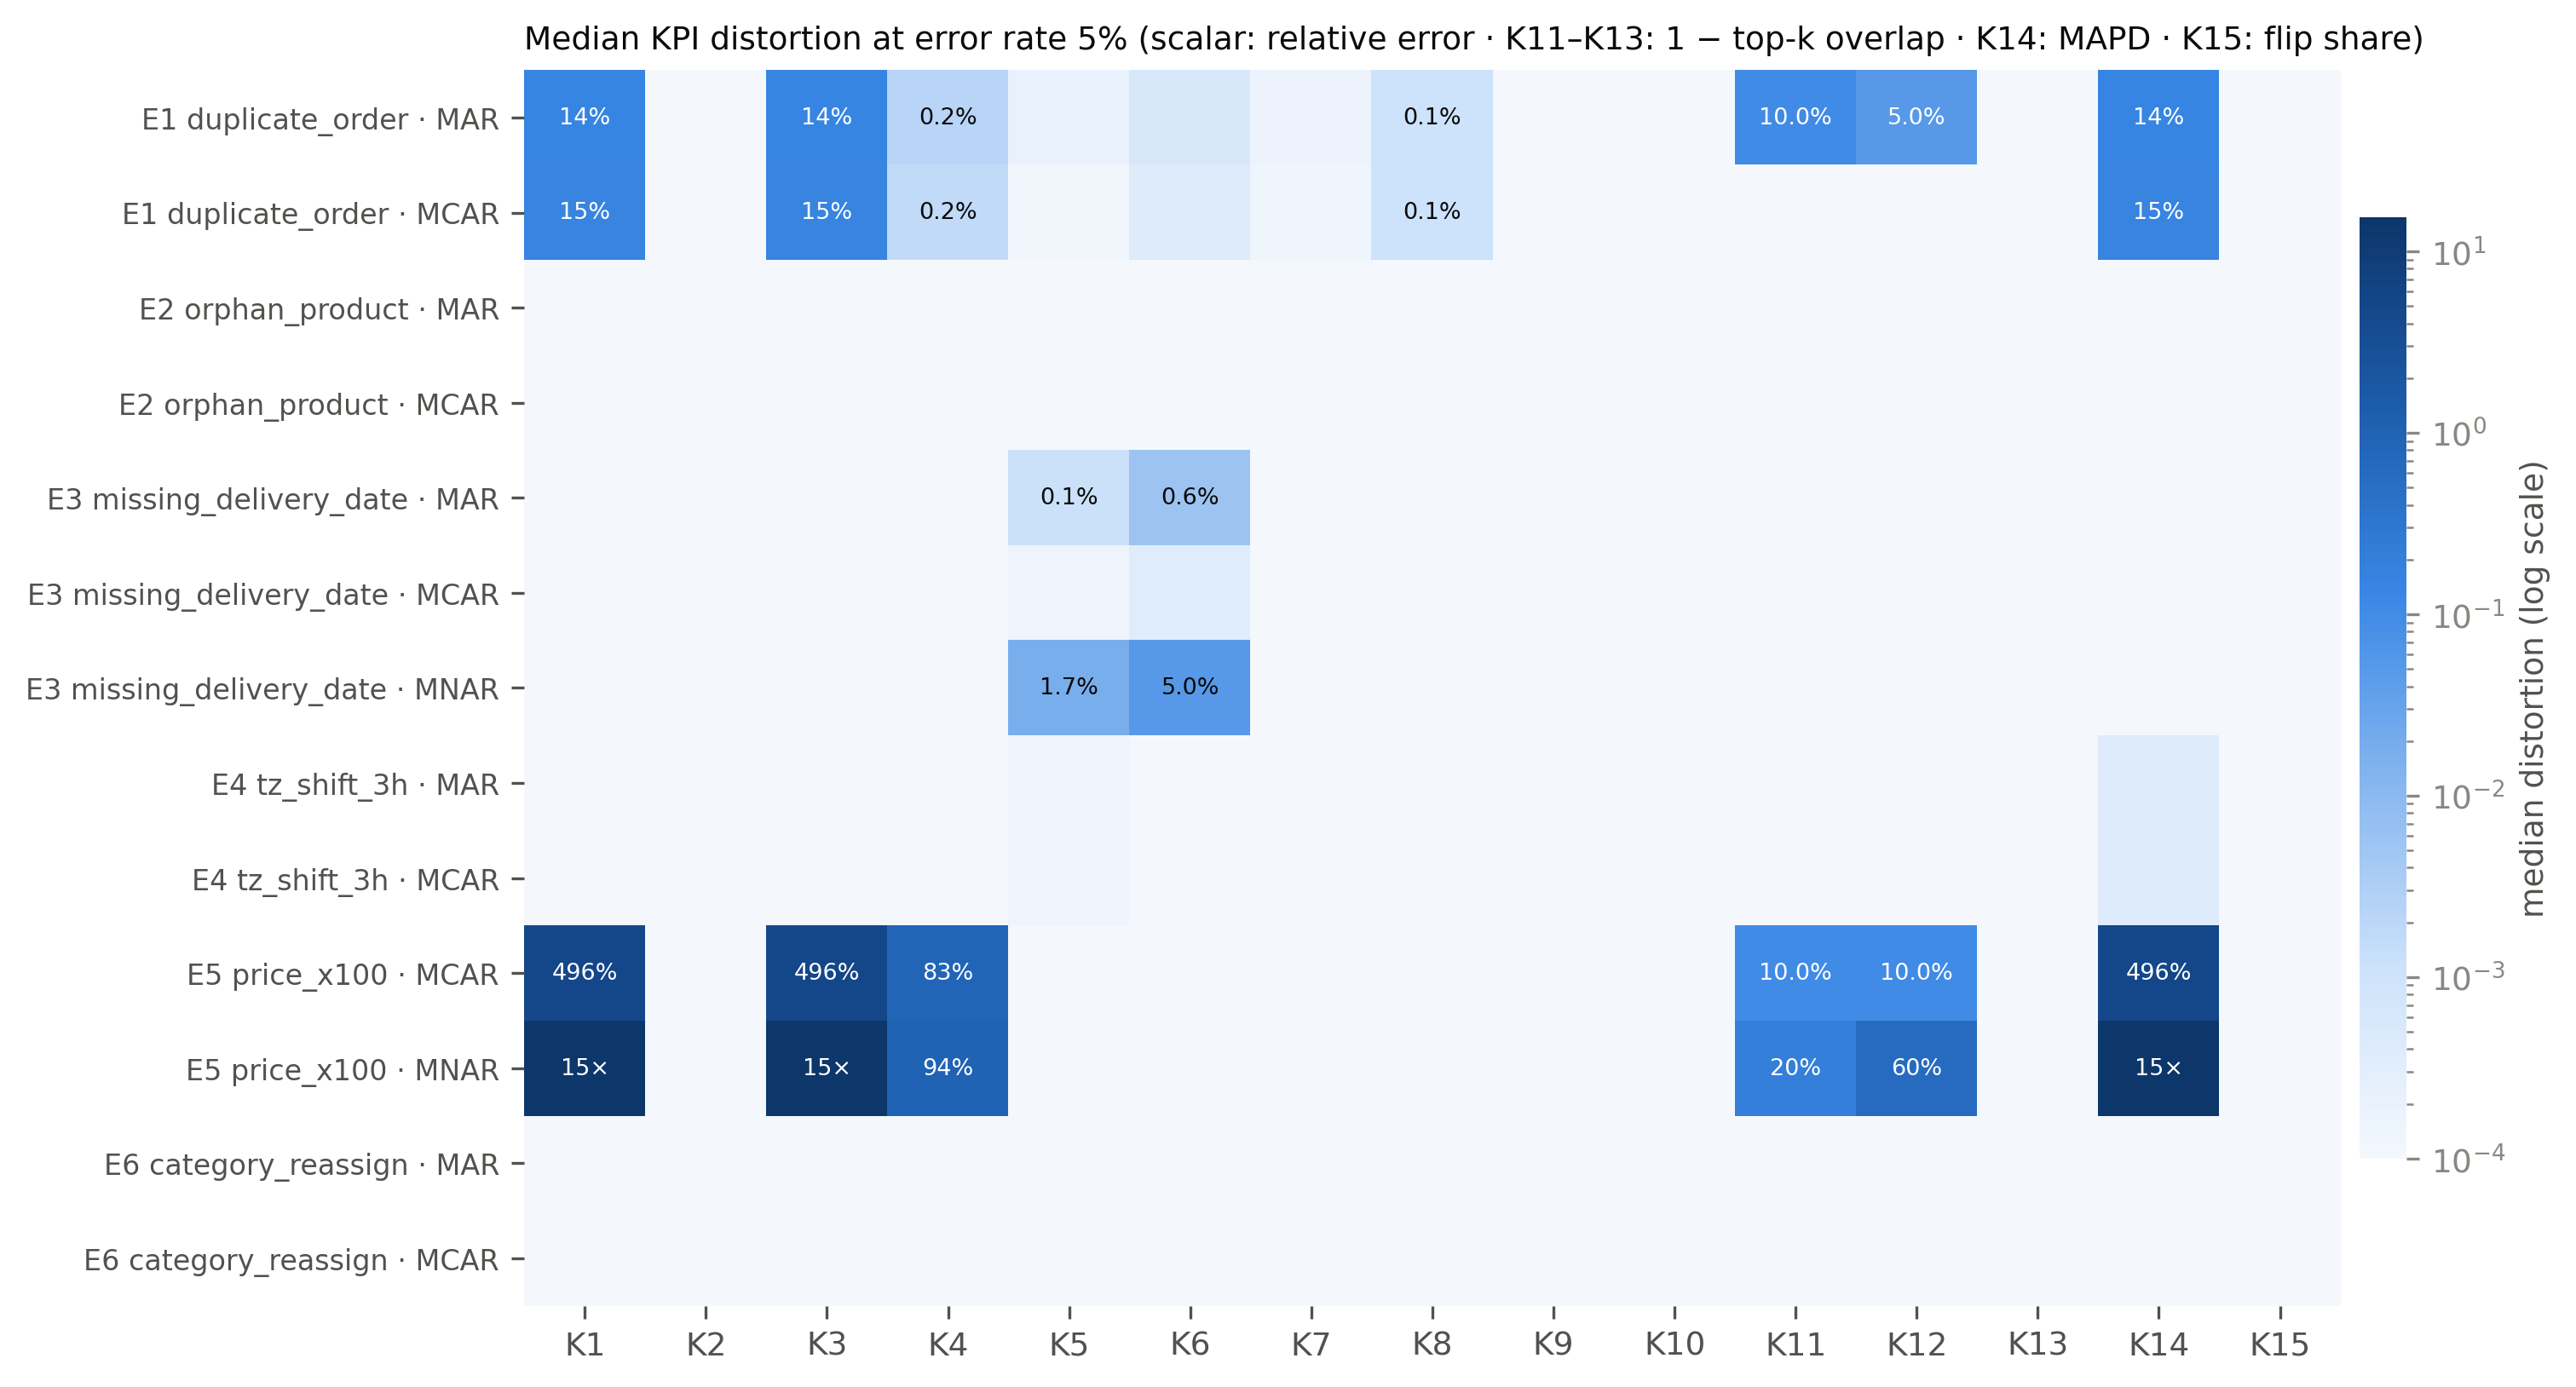 Median KPI distortion at error rate 5% (scalar: relative error · K11–K13: 1 − top-k overlap · K14: MAPD · K15: flip share)
E1 duplicate_order · MAR 14% 14% 0.2% 0.1% 10.0% 5.0% 14%
E1 duplicate_order · MCAR 15% 15% 0.2% 0.1% 15%
E2 orphan_product · MAR
E2 orphan_product · MCAR
E3 missing_delivery_date · MAR 0.1% 0.6%
E3 missing_delivery_date · MCAR
E3 missing_delivery_date · MNAR 1.7% 5.0%
E4 tz_shift_3h · MAR
E4 tz_shift_3h · MCAR
E5 price_x100 · MCAR 496% 496% 83% 10.0% 10.0% 496%
E5 price_x100 · MNAR 15× 15× 94% 20% 60% 15×
E6 category_reassign · MAR
E6 category_reassign · MCAR
K1 K2 K3 K4 K5 K6 K7 K8 K9 K10 K11 K12 K13 K14 K15
10¹
10⁰
10⁻¹
10⁻²
10⁻³
10⁻⁴
median distortion (log scale)